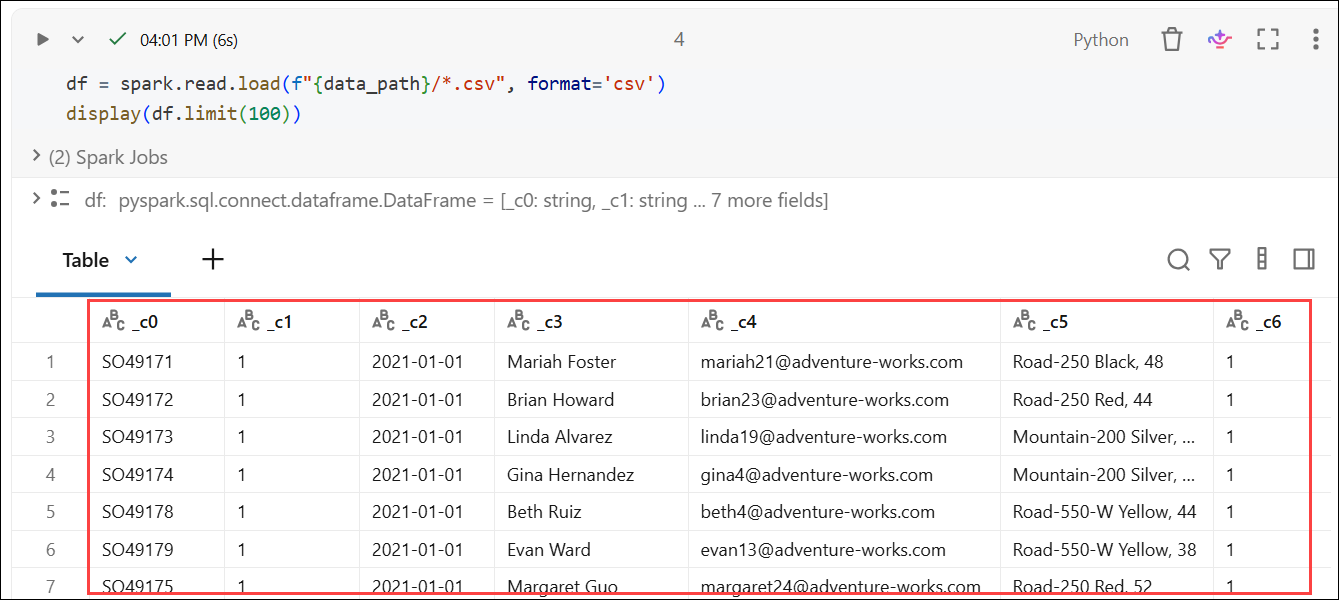 04:01 PM (6s) 4 Python
df = spark.read.load(f"{data_path}/*.csv", format='csv')
display(df.limit(100))
(2) Spark Jobs
df: pyspark.sql.connect.dataframe.DataFrame = [_c0: string, _c1: string ... 7 more fields]
Table
ABC _c0 ABC _c1 ABC _c2 ABC _c3 ABC _c4 ABC _c5 ABC _c6
1 SO49171 1 2021-01-01 Mariah Foster mariah21@adventure-works.com Road-250 Black, 48 1
2 SO49172 1 2021-01-01 Brian Howard brian23@adventure-works.com Road-250 Red, 44 1
3 SO49173 1 2021-01-01 Linda Alvarez linda19@adventure-works.com Mountain-200 Silver, ... 1
4 SO49174 1 2021-01-01 Gina Hernandez gina4@adventure-works.com Mountain-200 Silver, ... 1
5 SO49178 1 2021-01-01 Beth Ruiz beth4@adventure-works.com Road-550-W Yellow, 44 1
6 SO49179 1 2021-01-01 Evan Ward evan13@adventure-works.com Road-550-W Yellow, 38 1
7 SO49175 1 2021-01-01 Margaret Guo margaret24@adventure-works.com Road-250 Red, 52 1